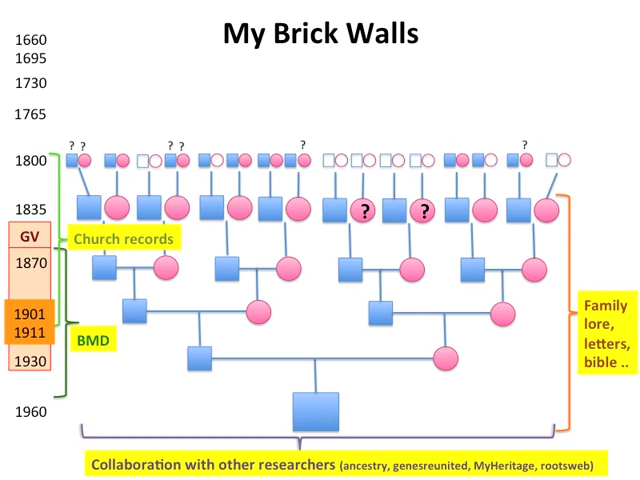 My Brick Walls
1660
1695
1730
1765
? ? ? ? ? ?
1800
1835
? ?
GV
Church records
1870
1901
1911
BMD
Family
lore,
letters,
bible ..
1930
1960
Collaboration with other researchers (ancestry, genesreunited, MyHeritage, rootsweb)